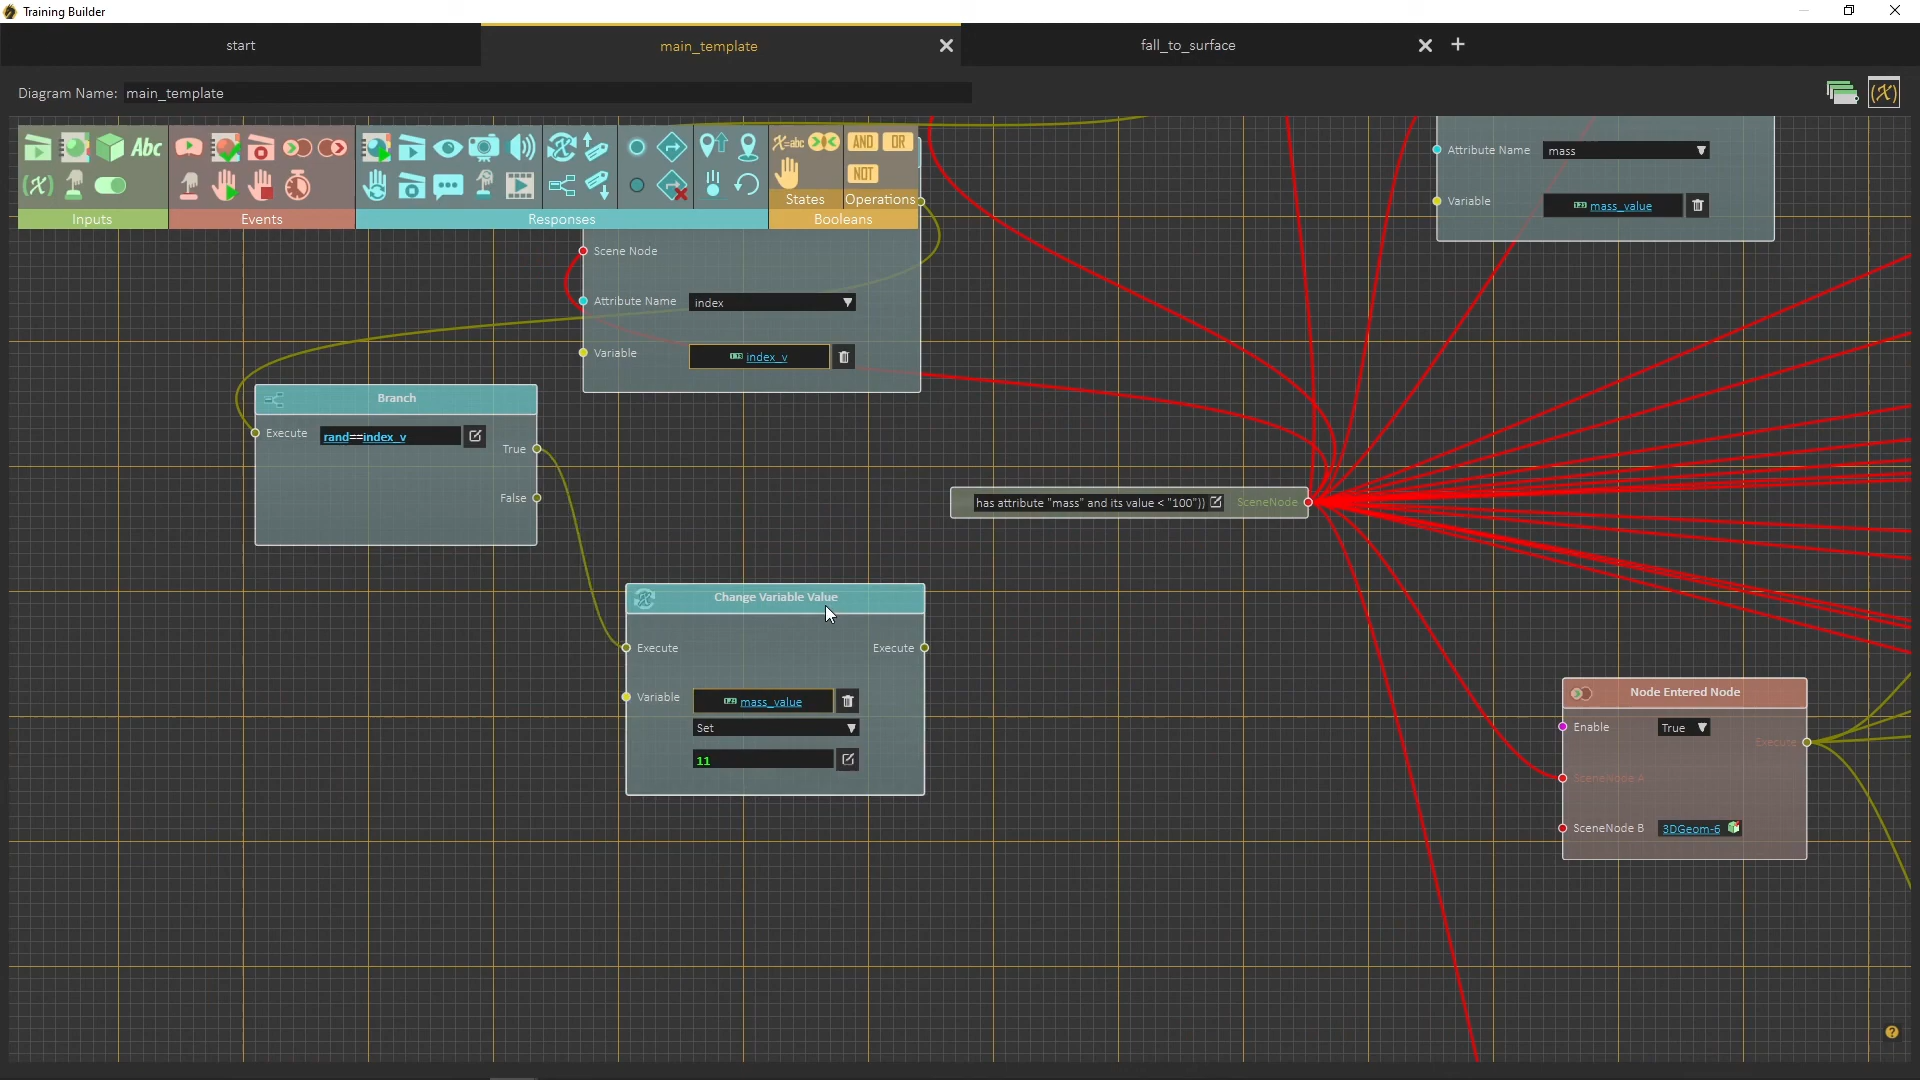 Training Builder
start
main_template
fall_to_surface
Diagram Name: main_template
(x)
Abc
X=abc
AND
OR
(x)
NOT
States
Operations
Inputs
Events
Responses
Booleans
Attribute Name
mass
Variable
mass_value
Scene Node
Attribute Name
index
Variable
index_v
Branch
Execute
rand==index_v
True
False
has attribute "mass" and its value < "100"))
SceneNode
Change Variable Value
Execute
Execute
Variable
mass_value
Set
11
Node Entered Node
Enable
True
Execute
SceneNode A
SceneNode B
3DGeom-6
?